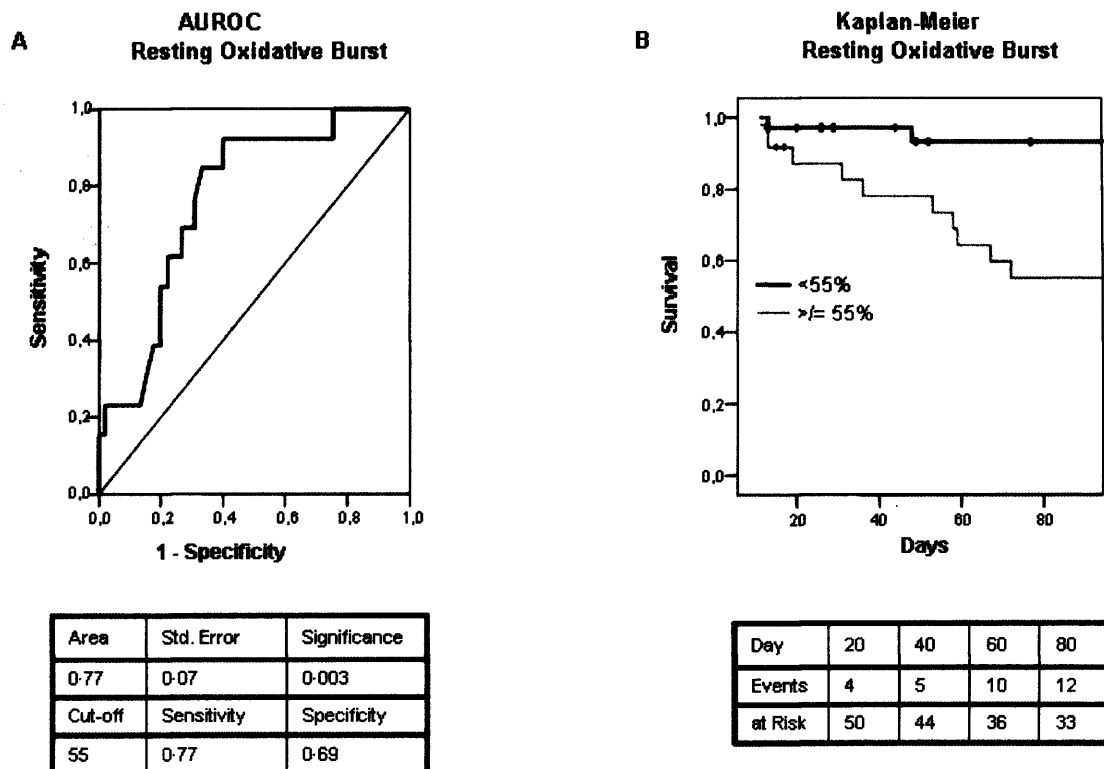 A
AUROC
Resting Oxidative Burst
Sensitivity
1,0
0,8
0,6
0,4
0,2
0,0
0,0 0,2 0,4 0,6 0,8 1,0
1 - Specificity
Area Std. Error Significance
0·77 0·07 0·003
Cut-off Sensitivity Specificity
55 0·77 0·69
B
Kaplan-Meier
Resting Oxidative Burst
Survival
1,0
0,8
0,6
0,4
0,2
0,0
<55%
>/= 55%
20 40 60 80
Days
Day 20 40 60 80
Events 4 5 10 12
at Risk 50 44 36 33